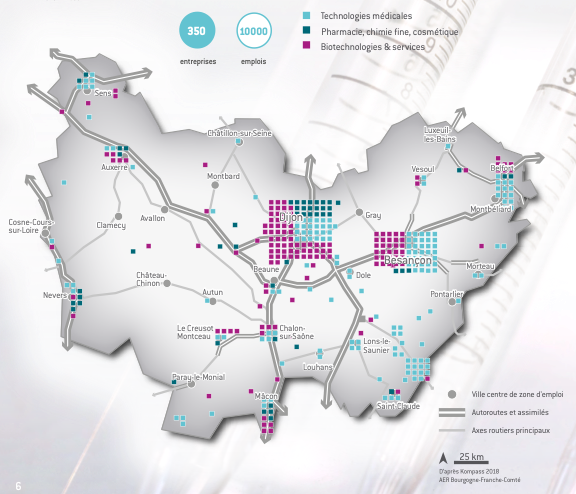 350
entreprises
10000
emplois
Technologies médicales
Pharmacie, chimie fine, cosmétique
Biotechnologies & services
3
Sens
Auxerre
Châtillon-sur-Seine
Luxeuil
les-Bains
Vesoul
Belfort
Montbard
Montbéliard
Cosne-Cours-
sur-Loire
Clamecy
Avallon
Dijon
Gray
Besançon
Château-
Chinon
Beaune
Dole
Morteau
Nevers
Autun
Pontarlier
Le Creusot
Montceau
Chalon-
sur-Saône
Lons-le-
Saunier
Louhans
Paray-le-Monial
Mâcon
Saint-Claude
Ville centre de zone d'emploi
Autoroutes et assimilés
Axes routiers principaux
25 km
D'après Kompass 2018
AER Bourgogne-Franche-Comté
6